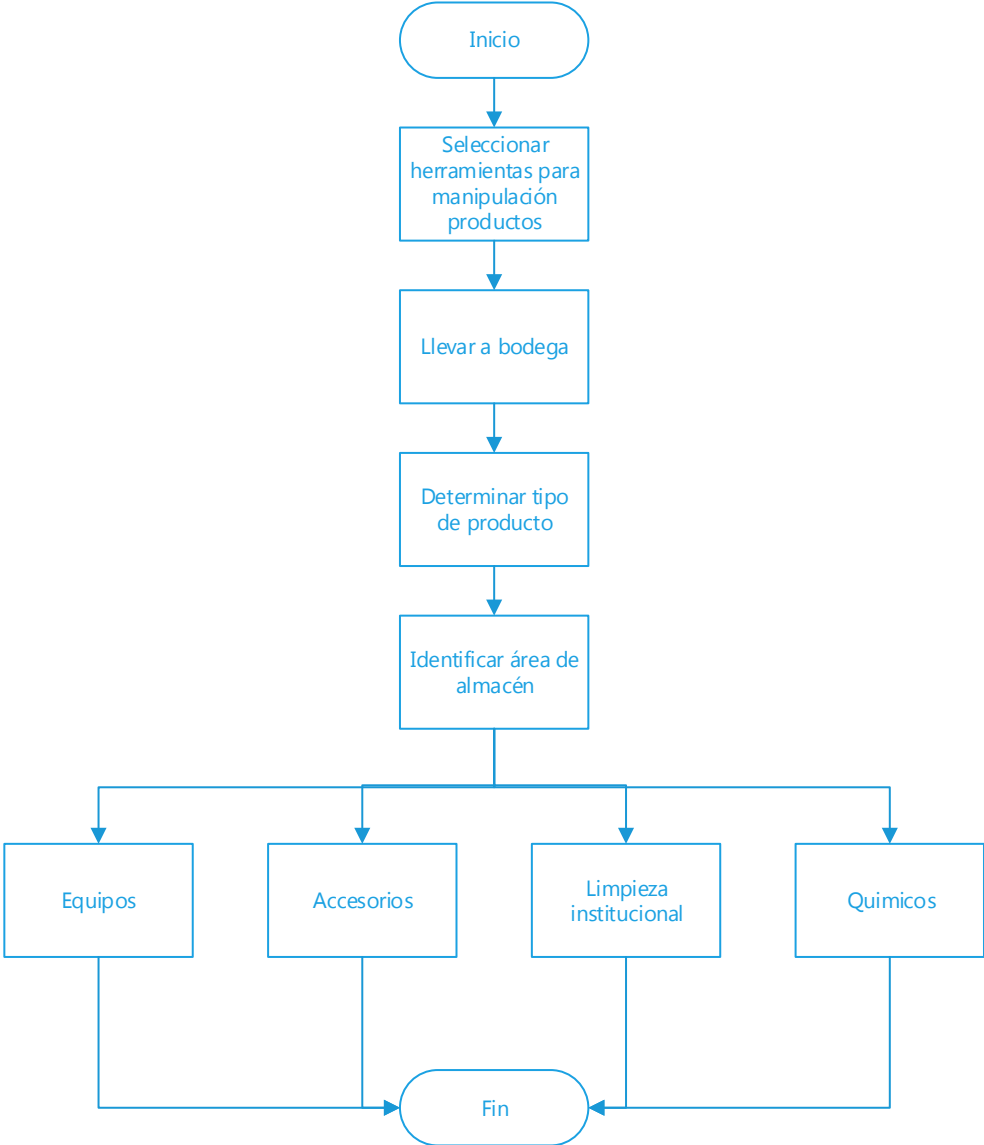 Inicio
Seleccionar
herramientas para
manipulación
productos
Llevar a bodega
Determinar tipo
de producto
Identificar área de
almacén
Equipos
Accesorios
Limpieza
institucional
Quimicos
Fin